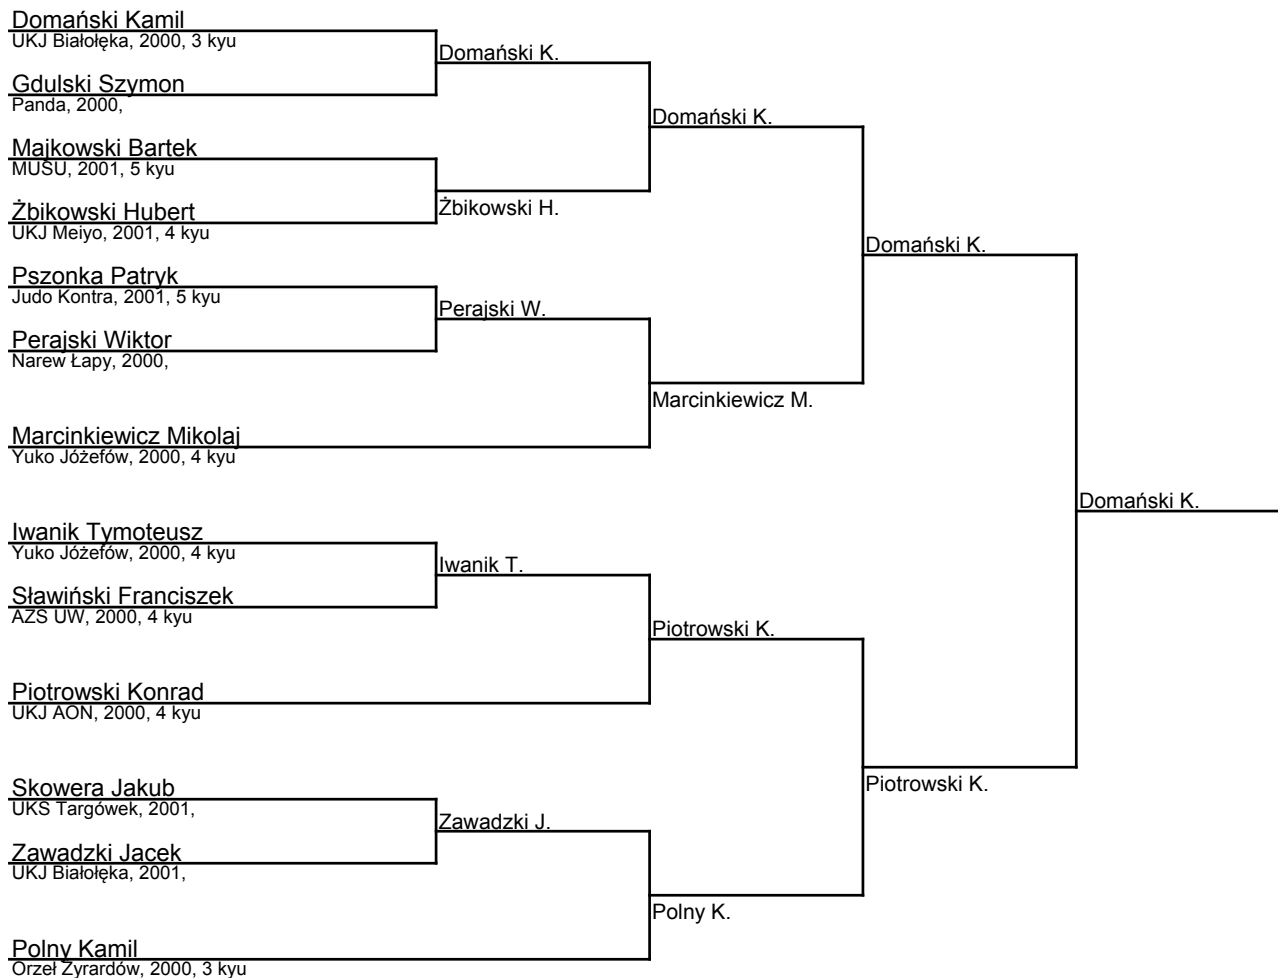 Domański Kamil
UKJ Białołęka, 2000, 3 kyu
Domański K.
Gdulski Szymon
Panda, 2000,
Domański K.
Majkowski Bartek
MUSU, 2001, 5 kyu
Żbikowski H.
Żbikowski Hubert
UKJ Meiyo, 2001, 4 kyu
Domański K.
Pszonka Patryk
Judo Kontra, 2001, 5 kyu
Perajski W.
Perajski Wiktor
Narew Łapy, 2000,
Marcinkiewicz M.
Marcinkiewicz Mikolaj
Yuko Jóżefów, 2000, 4 kyu
Domański K.
Iwanik Tymoteusz
Yuko Jóżefów, 2000, 4 kyu
Iwanik T.
Sławiński Franciszek
AZS UW, 2000, 4 kyu
Piotrowski K.
Piotrowski Konrad
UKJ AON, 2000, 4 kyu
Piotrowski K.
Skowera Jakub
UKS Targówek, 2001,
Zawadzki J.
Zawadzki Jacek
UKJ Białołęka, 2001,
Polny K.
Polny Kamil
Orzeł Zyrardów, 2000, 3 kyu